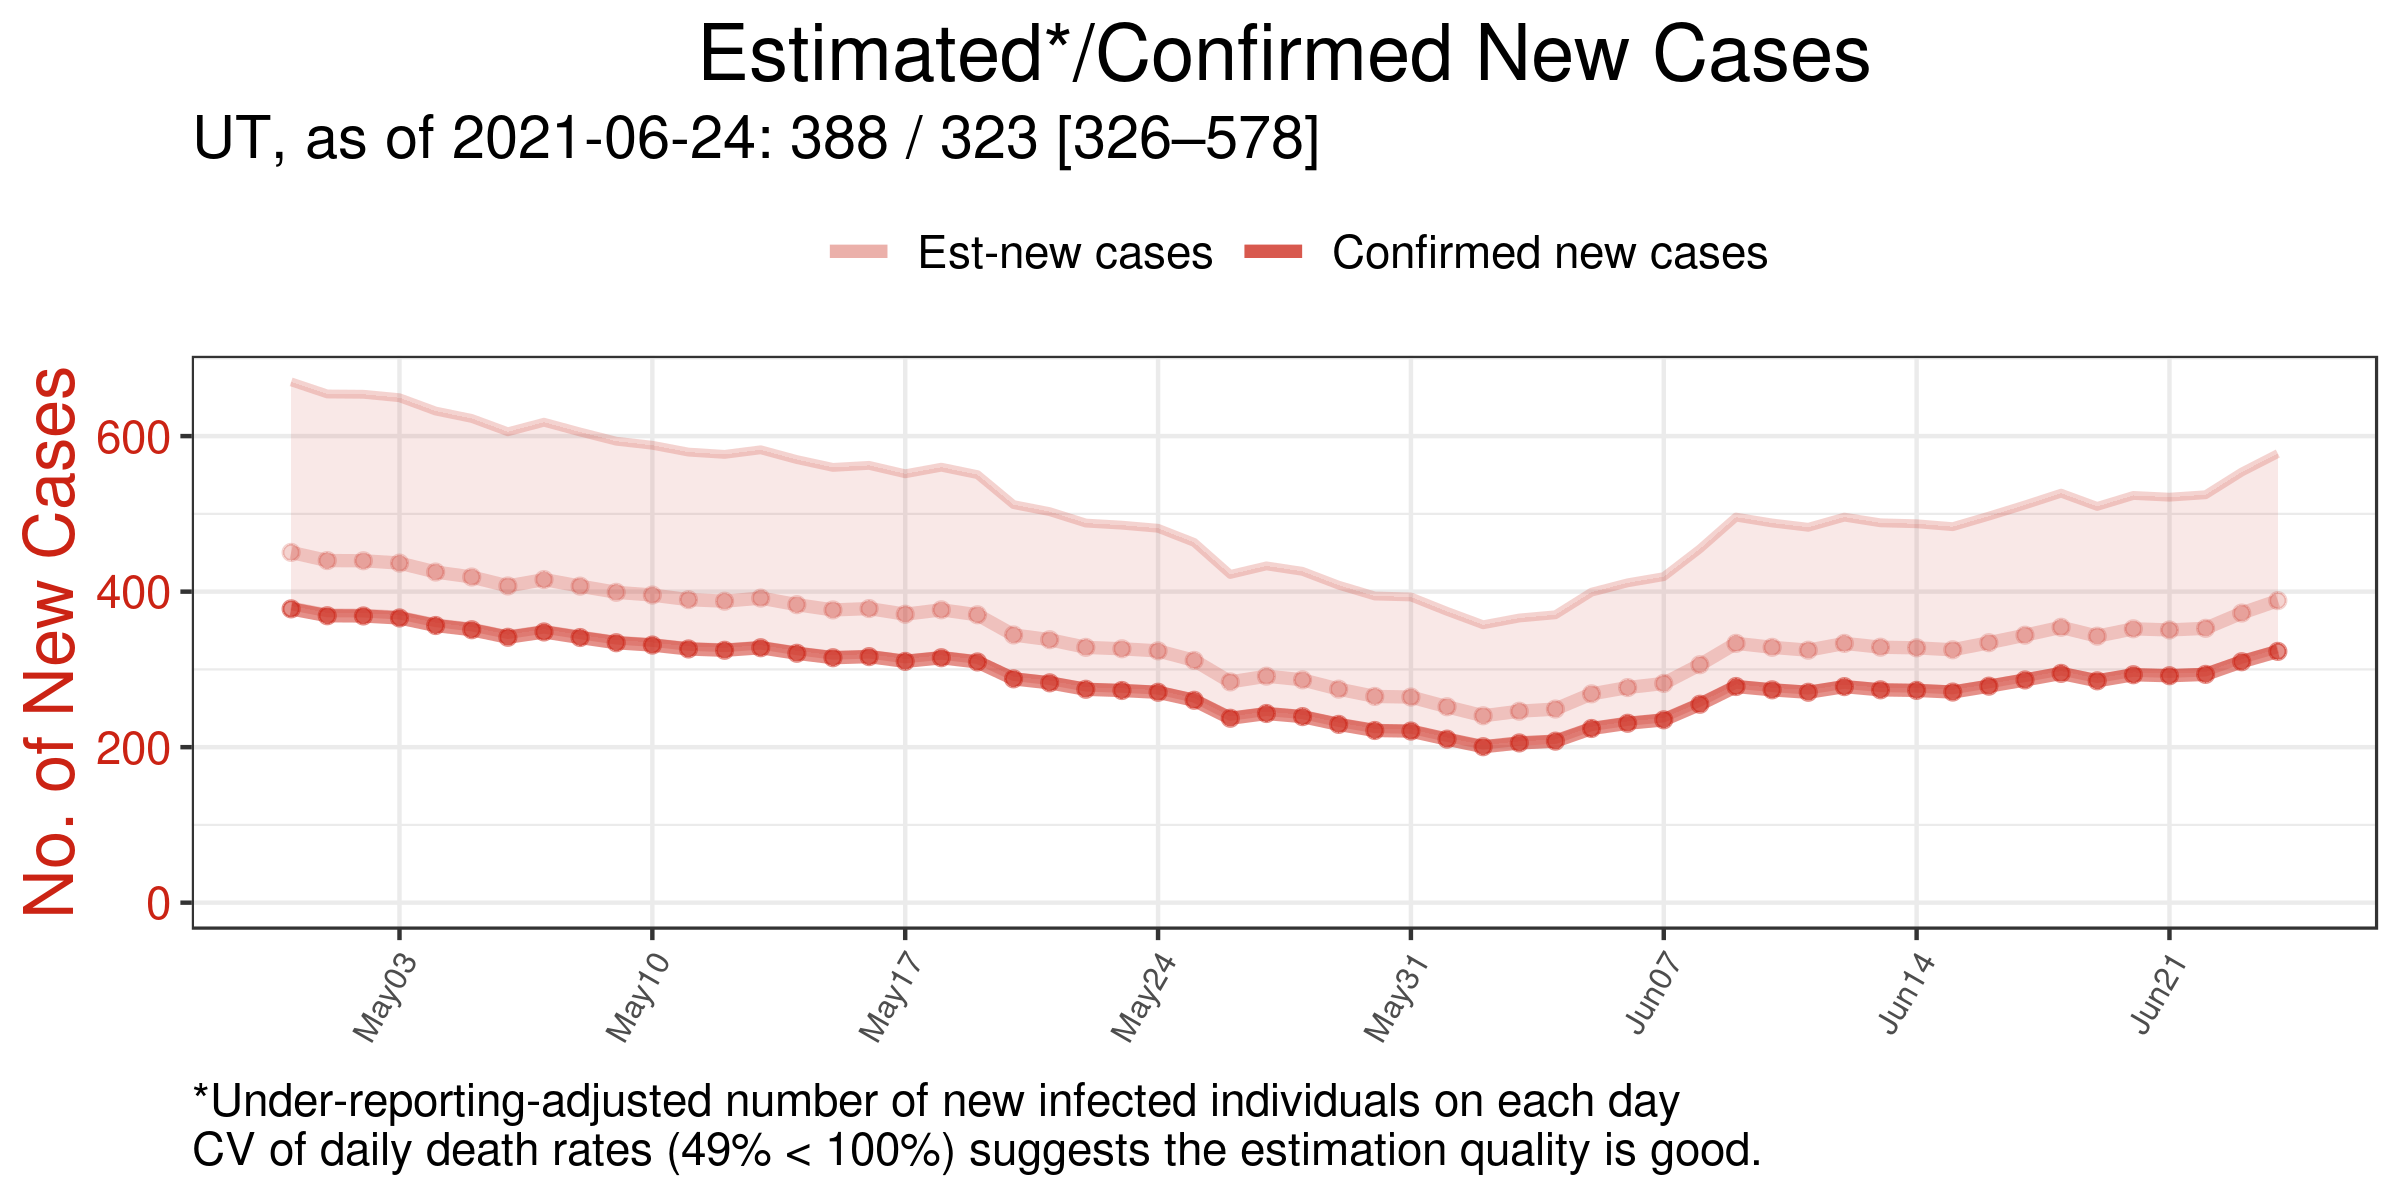 Estimated*/Confirmed New Cases
UT, as of 2021-06-24: 388 / 323 [326–578]
Est-new cases
Confirmed new cases
No. of New Cases
600
400
200
0
May03
May10
May17
May24
May31
Jun07
Jun14
Jun21
*Under-reporting-adjusted number of new infected individuals on each day
CV of daily death rates (49% < 100%) suggests the estimation quality is good.